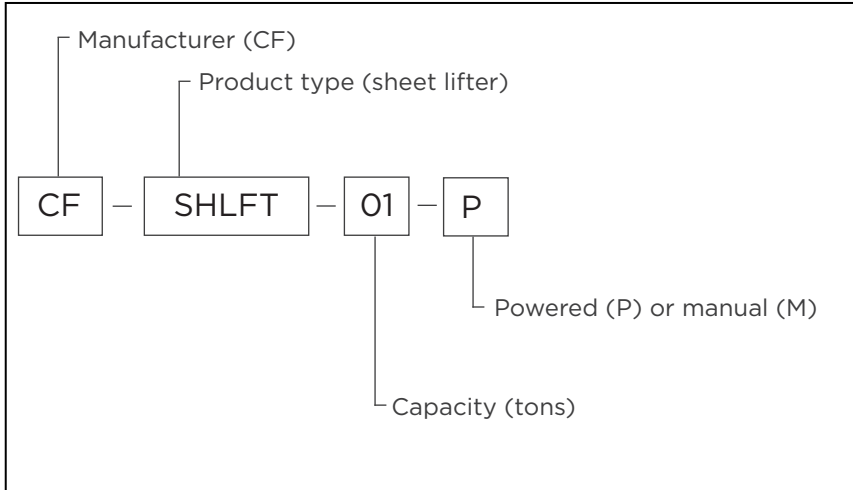 Manufacturer (CF)
Product type (sheet lifter)
CF – SHLFT – 01 – P
Powered (P) or manual (M)
Capacity (tons)